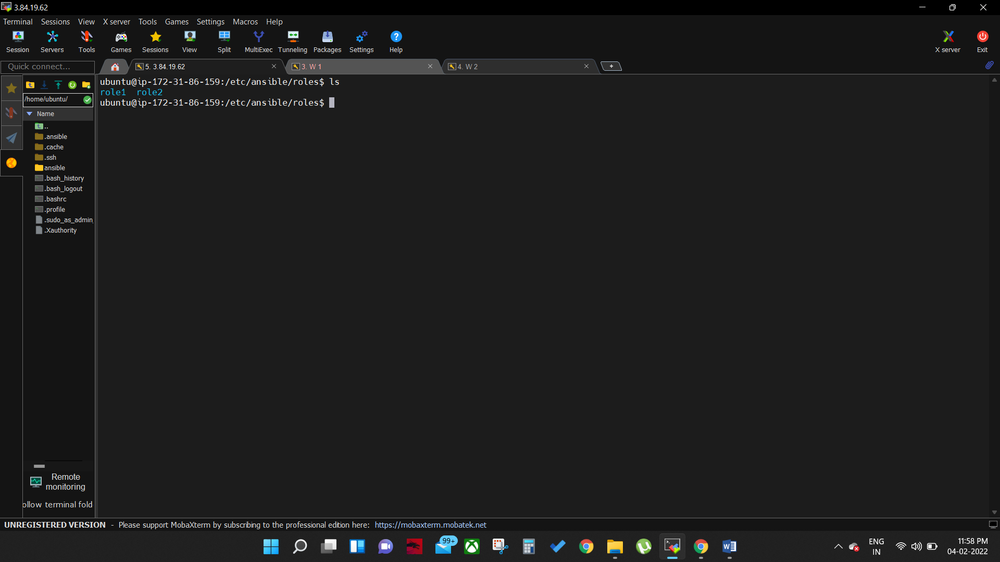 3.84.19.62
Terminal Sessions View X server Tools Games Settings Macros Help
Session Servers Tools Games Sessions View Split MultiExec Tunneling Packages Settings Help X server Exit
Quick connect...
5. 3.84.19.62
3. W 1
4. W 2
/home/ubuntu/
Name
..
.ansible
.cache
.ssh
ansible
.bash_history
.bash_logout
.bashrc
.profile
.sudo_as_admin_
.Xauthority
ubuntu@ip-172-31-86-159:/etc/ansible/roles$ ls
role1 role2
ubuntu@ip-172-31-86-159:/etc/ansible/roles$
Remote
monitoring
ollow terminal fold
UNREGISTERED VERSION - Please support MobaXterm by subscribing to the professional edition here: https://mobaxterm.mobatek.net
99+
ENG
IN
11:58 PM
04-02-2022